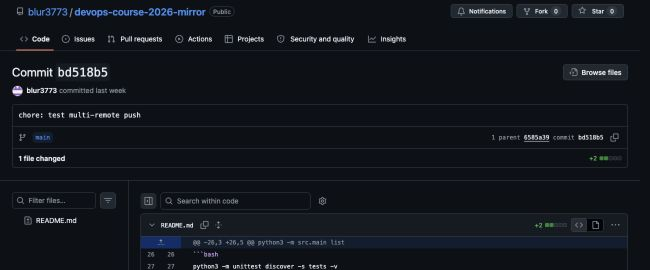 blur3773 / devops-course-2026-mirror Public
Notifications
Fork 0
Star 0
Code
Issues
Pull requests
Actions
Projects
Security and quality
Insights
Commit bd518b5
Browse files
blur3773 committed last week
chore: test multi-remote push
main
1 parent 6585a39 commit bd518b5
1 file changed
+2
Filter files...
Search within code
README.md
README.md
+2
@@ -26,3 +26,5 @@ python3 -m src.main list
26 26 ```bash
27 27 python3 -m unittest discover -s tests -v